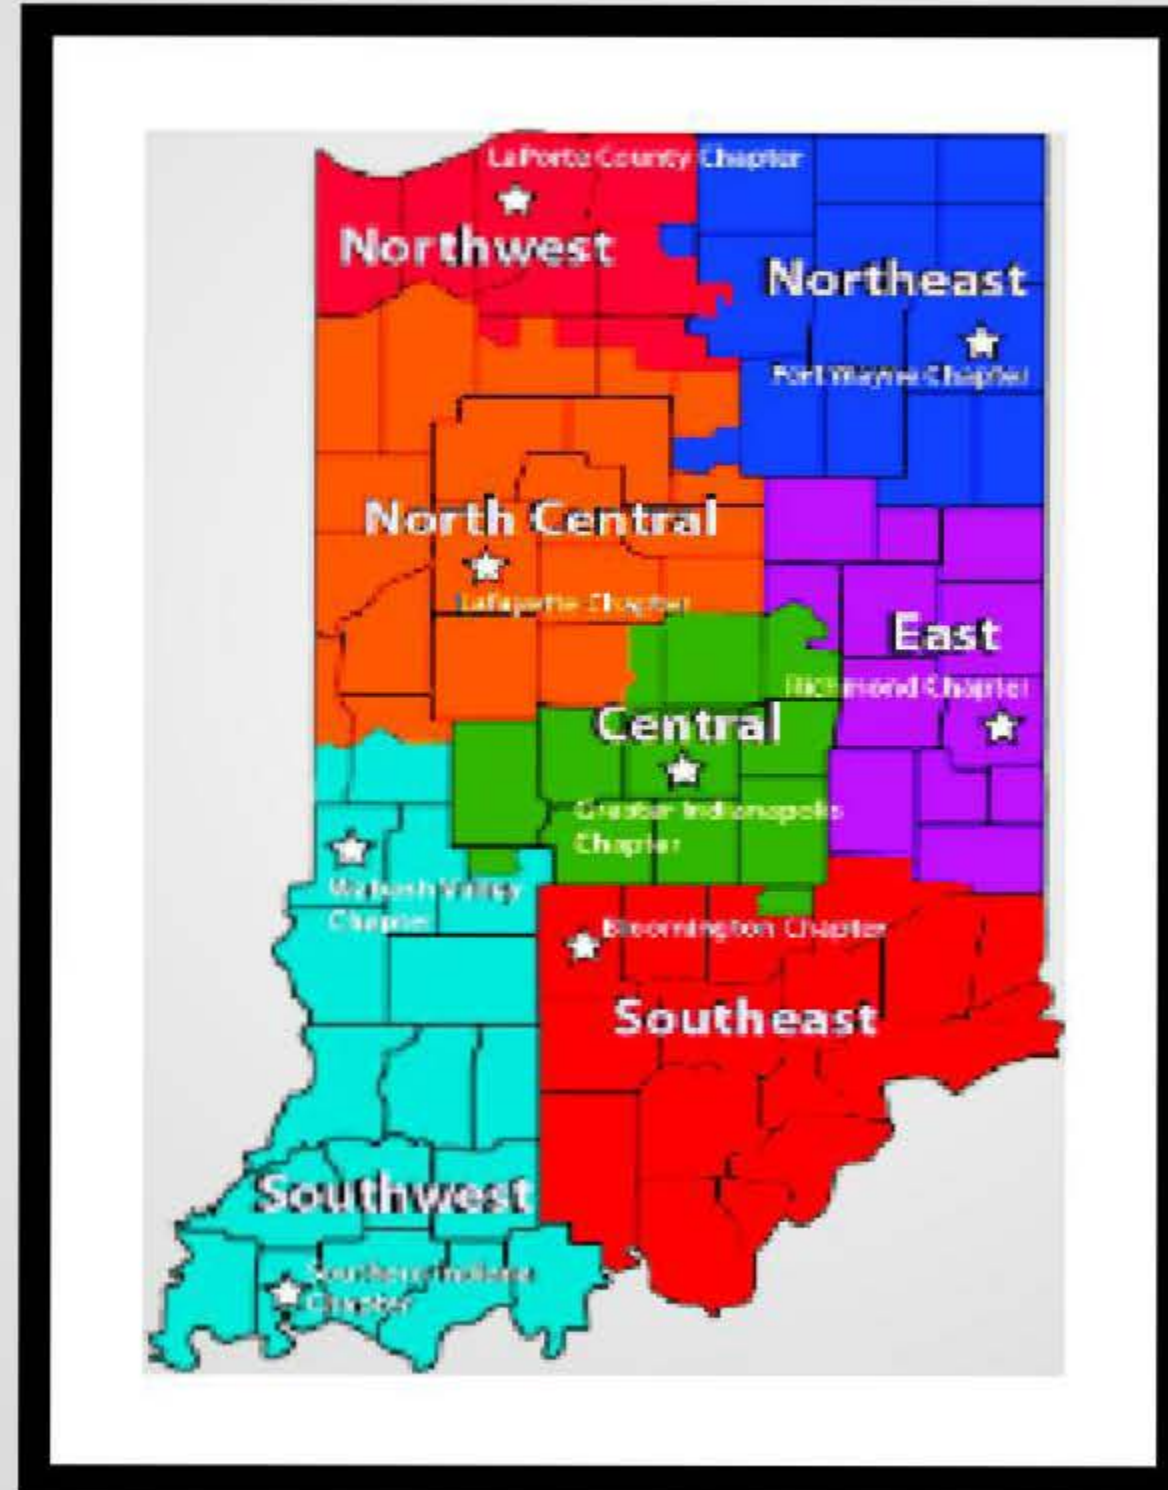 LaPorte County Chapter
Northwest
Northeast
Fort Wayne Chapter
North Central
Lafayette Chapter
East
Richmond Chapter
Central
Greater Indianapolis
Chapter
Wabash Valley
Chapter
Bloomington Chapter
Southeast
Southwest
Southern Indiana
Chapter